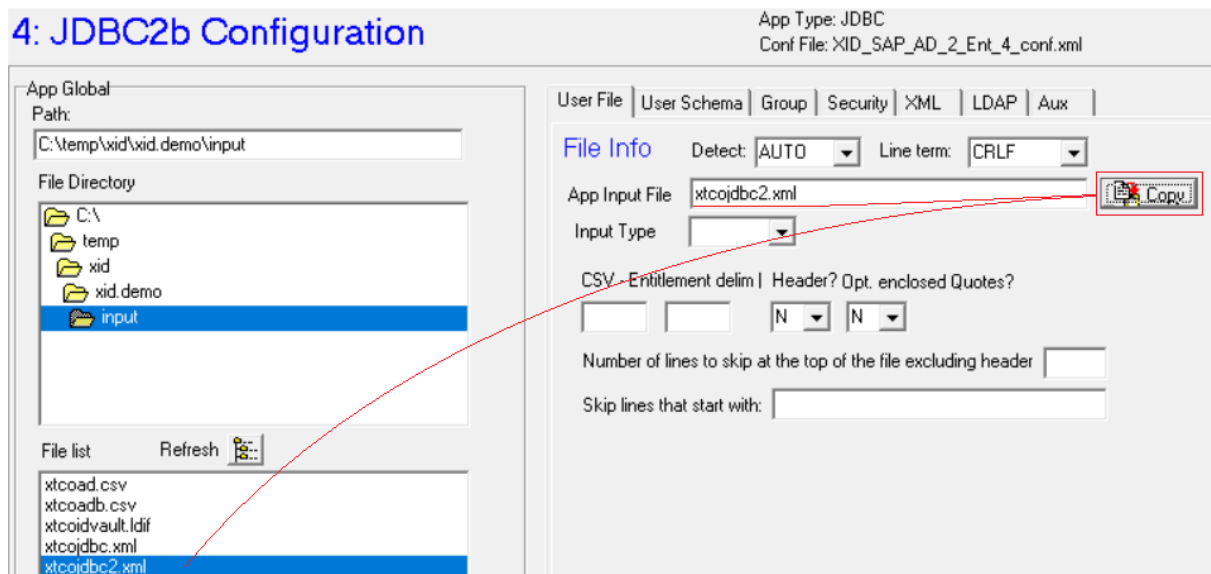 4: JDBC2b Configuration
App Type: JDBC
Conf File: XID_SAP_AD_2_Ent_4_conf.xml
App Global
Path:
C:\temp\xid\xid.demo\input
File Directory
C:\
temp
xid
xid.demo
input
File list
Refresh
xtcoad.csv
xtcoadb.csv
xtcoidvault.ldif
xtcojdbc.xml
xtcojdbc2.xml
User File
User Schema
Group
Security
XML
LDAP
Aux
File Info
Detect: AUTO
Line term: CRLF
App Input File xtcojdbc2.xml
Copy
Input Type
CSV - Entitlement delim | Header? Opt. enclosed Quotes?
N N
Number of lines to skip at the top of the file excluding header
Skip lines that start with: